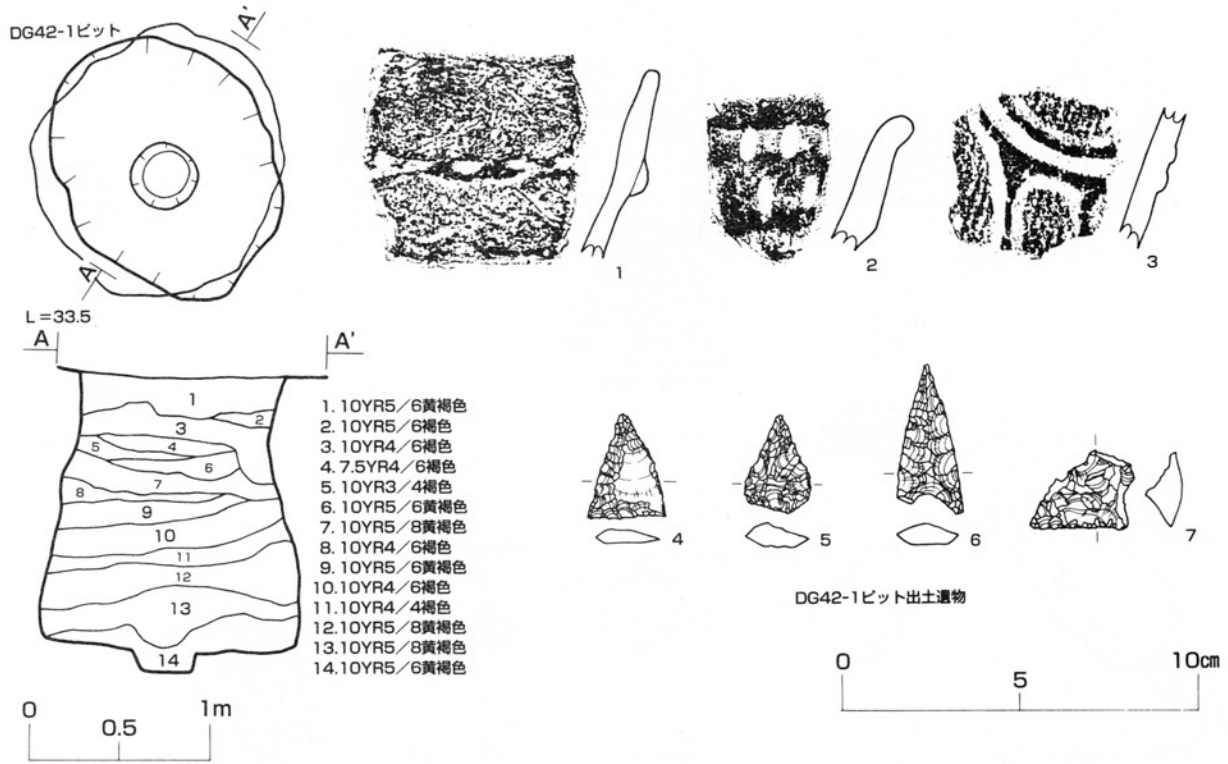 DG42-1ピット
A'
A
L=33.5
A
A'
1
2
3
4
5
6
7
8
9
10
11
12
13
14
1. 10YR5/6黄褐色
2. 10YR5/6褐色
3. 10YR4/6褐色
4. 7.5YR4/6褐色
5. 10YR3/4褐色
6. 10YR5/6黄褐色
7. 10YR5/8黄褐色
8. 10YR4/6褐色
9. 10YR5/6黄褐色
10. 10YR4/6褐色
11. 10YR4/4褐色
12. 10YR5/8黄褐色
13. 10YR5/8黄褐色
14. 10YR5/6黄褐色
0
0.5
1m
1
2
3
4
5
6
7
DG42-1ピット出土遺物
0
5
10cm